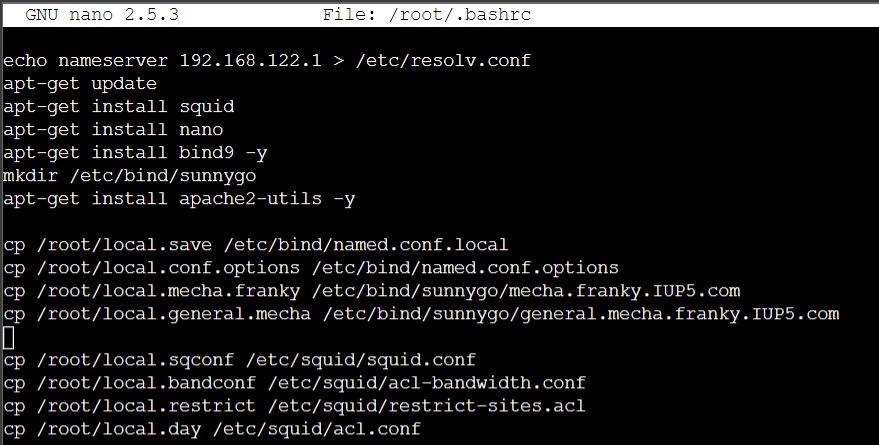 GNU nano 2.5.3 File: /root/.bashrc
echo nameserver 192.168.122.1 > /etc/resolv.conf
apt-get update
apt-get install squid
apt-get install nano
apt-get install bind9 -y
mkdir /etc/bind/sunnygo
apt-get install apache2-utils -y
cp /root/local.save /etc/bind/named.conf.local
cp /root/local.conf.options /etc/bind/named.conf.options
cp /root/local.mecha.franky /etc/bind/sunnygo/mecha.franky.IUP5.com
cp /root/local.general.mecha /etc/bind/sunnygo/general.mecha.franky.IUP5.com
cp /root/local.sqconf /etc/squid/squid.conf
cp /root/local.bandconf /etc/squid/acl-bandwidth.conf
cp /root/local.restrict /etc/squid/restrict-sites.acl
cp /root/local.day /etc/squid/acl.conf